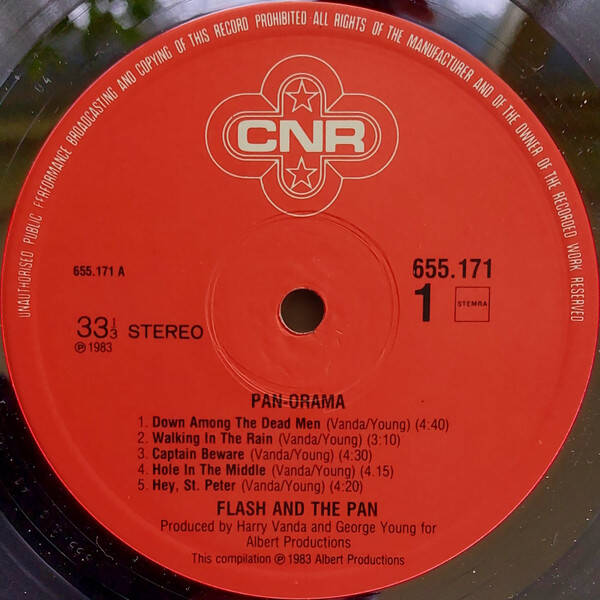 UNAUTHORISED PUBLIC PERFORMANCE BROADCASTING AND COPYING OF THIS RECORD PROHIBITED ALL RIGHTS OF THE MANUFACTURER AND OF THE OWNER OF THE RECORDED WORK RESERVED
CNR
655.171 A
655.171
1
STEMRA
33 1/3 STEREO
℗ 1983
PAN-ORAMA
1. Down Among The Dead Men (Vanda/Young) (4:40)
2. Walking In The Rain (Vanda/Young) (3:10)
3. Captain Beware (Vanda/Young) (4:30)
4. Hole In The Middle (Vanda/Young) (4.15)
5. Hey, St. Peter (Vanda/Young) (4:20)
FLASH AND THE PAN
Produced by Harry Vanda and George Young for
Albert Productions
This compilation ℗ 1983 Albert Productions